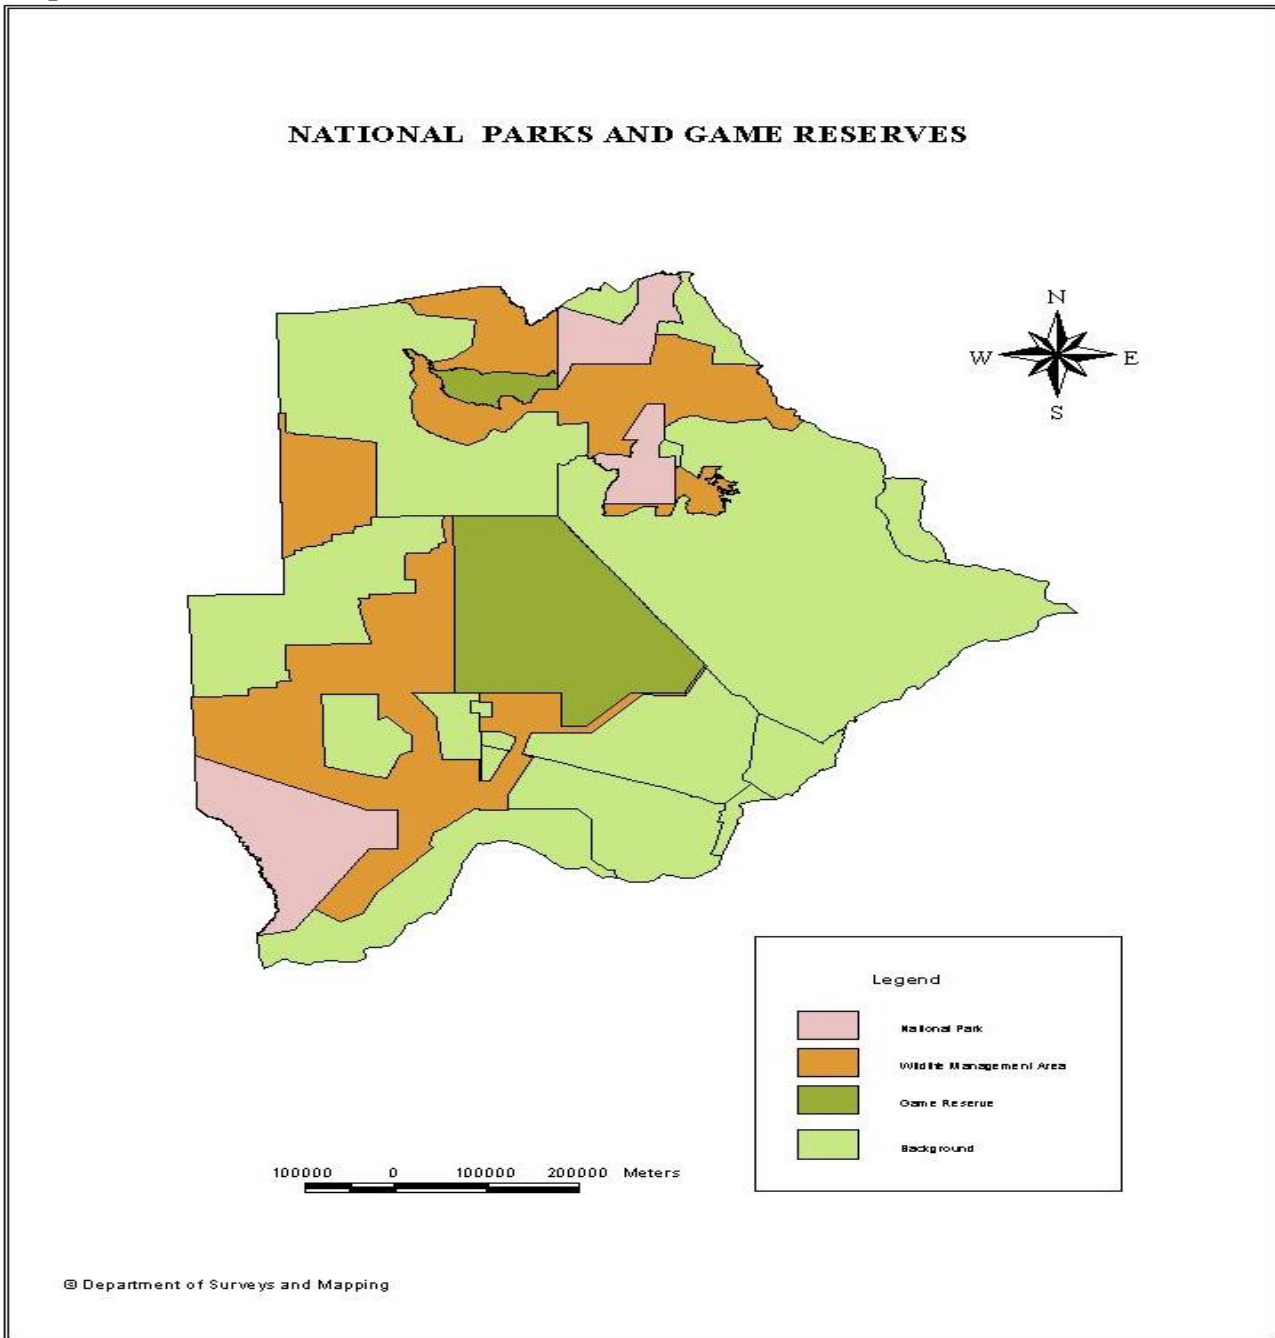 NATIONAL PARKS AND GAME RESERVES
N
W E
S
Legend
National Park
Wildlife Management Area
Game Reserve
Background
100000 0 100000 200000 Meters
© Department of Surveys and Mapping